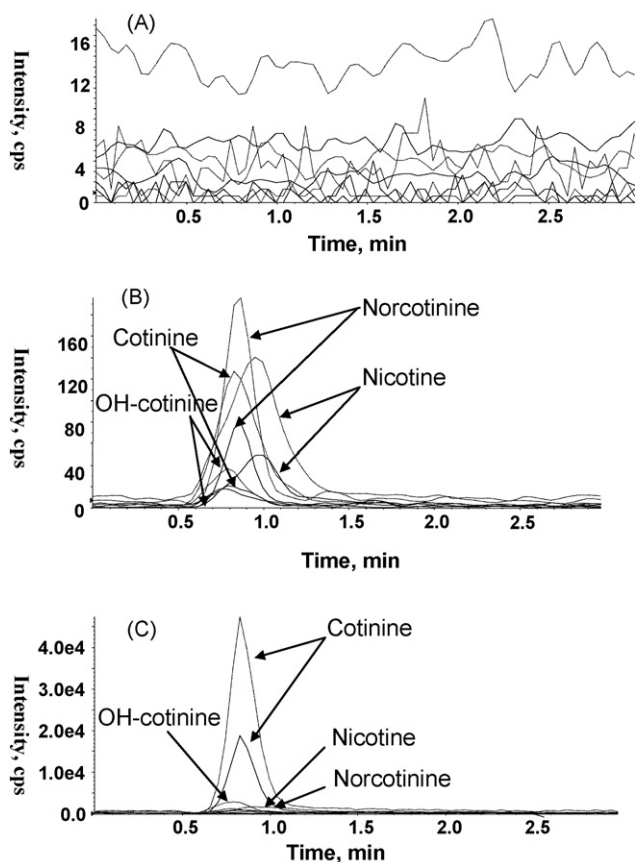 (A)
Intensity, cps
16
12
8
4
0
0.5 1.0 1.5 2.0 2.5
Time, min
(B)
Intensity, cps
160
120
80
40
0
Norcotinine
Cotinine
Nicotine
OH-cotinine
0.5 1.0 1.5 2.0 2.5
Time, min
(C)
Intensity, cps
4.0e4
3.0e4
2.0e4
1.0e4
0.0
Cotinine
OH-cotinine
Nicotine
Norcotinine
0.5 1.0 1.5 2.0 2.5
Time, min